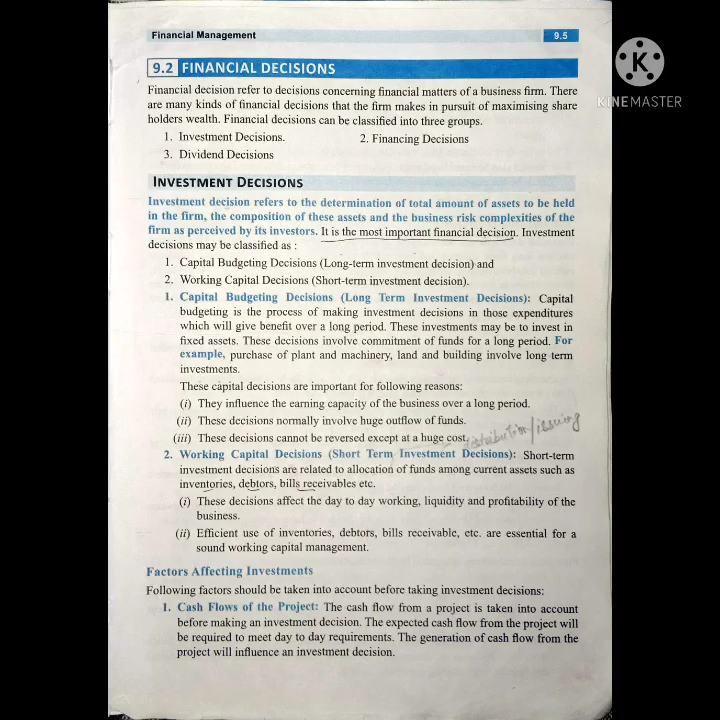 Financial Management
9.5
9.2 FINANCIAL DECISIONS
Financial decision refer to decisions concerning financial matters of a business firm. There
are many kinds of financial decisions that the firm makes in pursuit of maximising share
holders wealth. Financial decisions can be classified into three groups.
1. Investment Decisions.
2. Financing Decisions
3. Dividend Decisions
INVESTMENT DECISIONS
Investment decision refers to the determination of total amount of assets to be held
in the firm, the composition of these assets and the business risk complexities of the
firm as perceived by its investors. It is the most important financial decision. Investment
decisions may be classified as :
1. Capital Budgeting Decisions (Long-term investment decision) and
2. Working Capital Decisions (Short-term investment decision).
1. Capital Budgeting Decisions (Long Term Investment Decisions): Capital
budgeting is the process of making investment decisions in those expenditures
which will give benefit over a long period. These investments may be to invest in
fixed assets. These decisions involve commitment of funds for a long period. For
example, purchase of plant and machinery, land and building involve long term
investments.
These capital decisions are important for following reasons:
(i) They influence the earning capacity of the business over a long period.
(ii) These decisions normally involve huge outflow of funds.
(iii) These decisions cannot be reversed except at a huge cost.
distribution/issuing
2. Working Capital Decisions (Short Term Investment Decisions): Short-term
investment decisions are related to allocation of funds among current assets such as
inventories, debtors, bills receivables etc.
(i) These decisions affect the day to day working, liquidity and profitability of the
business.
(ii) Efficient use of inventories, debtors, bills receivable, etc. are essential for a
sound working capital management.
Factors Affecting Investments
Following factors should be taken into account before taking investment decisions:
1. Cash Flows of the Project: The cash flow from a project is taken into account
before making an investment decision. The expected cash flow from the project will
be required to meet day to day requirements. The generation of cash flow from the
project will influence an investment decision.
KINEMASTER